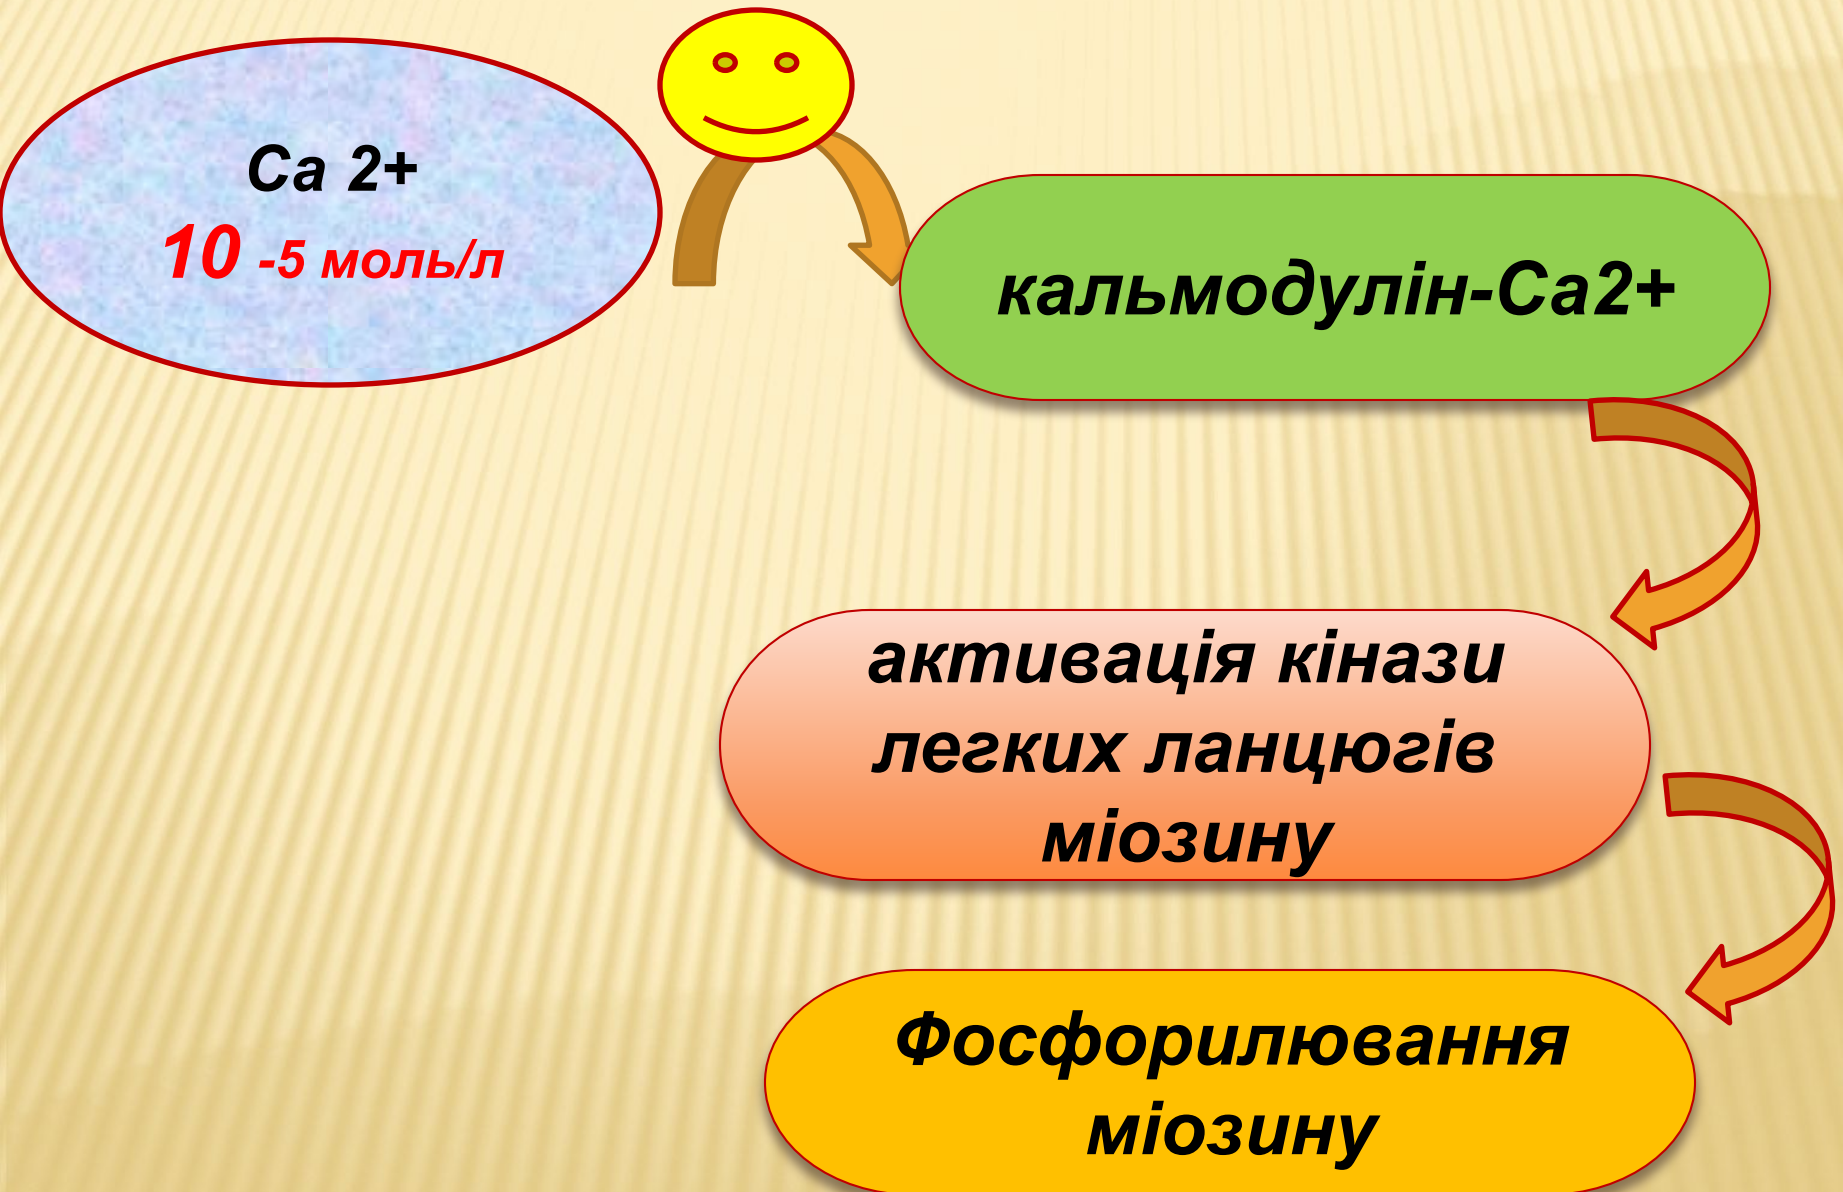 Са 2+
10 -5 моль/л
кальмодулін-Са2+
активація кінази
легких ланцюгів
міозину
Фосфорилювання
міозину